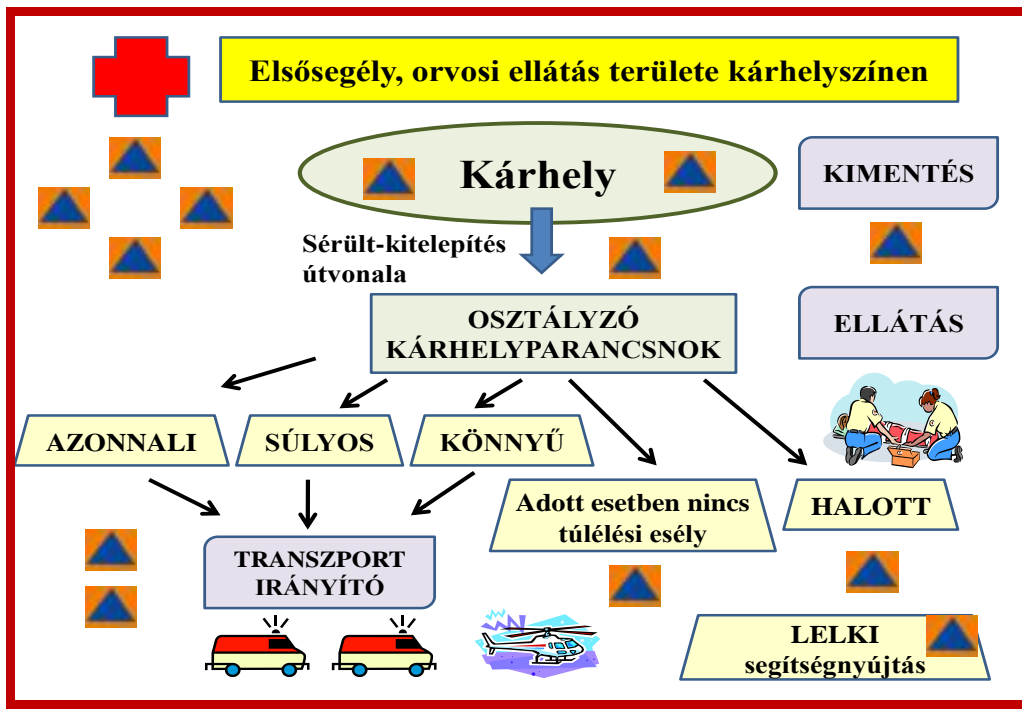 Elsősegély, orvosi ellátás területe kárhelyszínen
Kárhely
KIMENTÉS
Sérült-kitelepítés
útvonala
OSZTÁLYZÓ
KÁRHELYPARANCSNOK
ELLÁTÁS
AZONNALI
SÚLYOS
KÖNNYŰ
Adott esetben nincs
túlélési esély
HALOTT
TRANSZPORT
IRÁNYÍTÓ
LELKI
segítségnyújtás